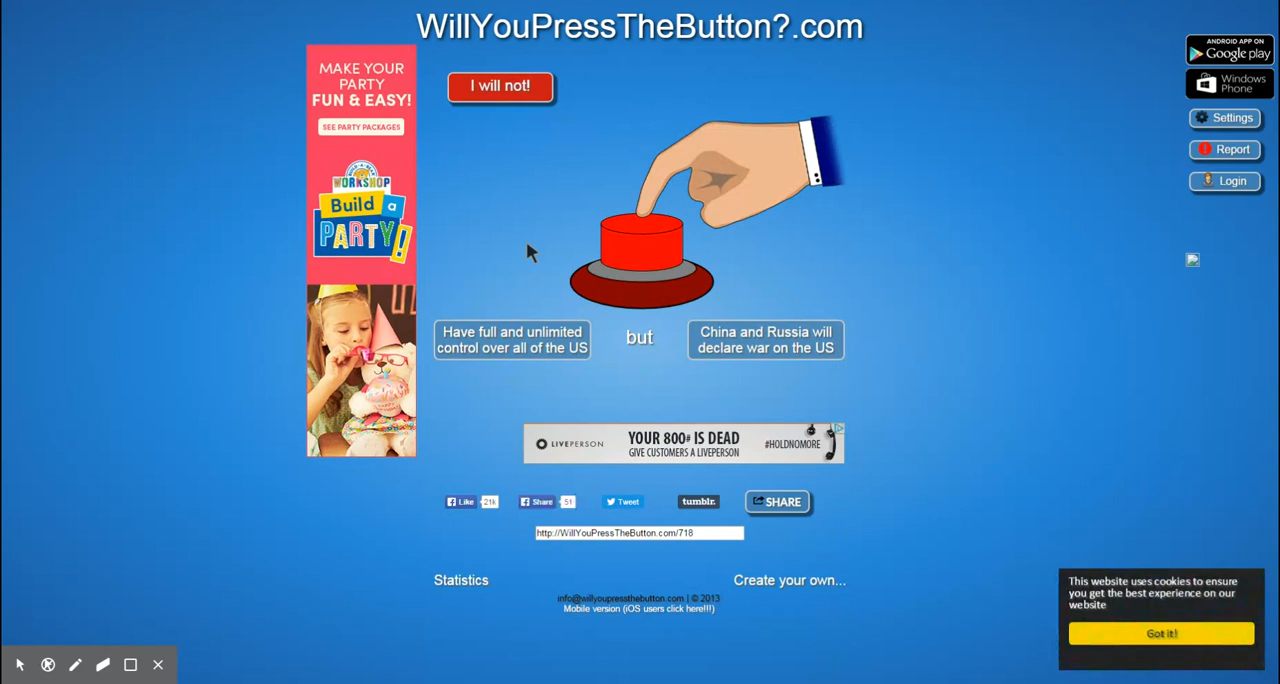 WillYouPressTheButton?.com
MAKE YOUR
PARTY
FUN & EASY!
SEE PARTY PACKAGES
WORKSHOP
Build a
PARTY!
I will not!
ANDROID APP ON
Google play
Windows
Phone
Settings
Report
Login
Have full and unlimited
control over all of the US
but
China and Russia will
declare war on the US
LIVEPERSON
YOUR 800# IS DEAD
GIVE CUSTOMERS A LIVEPERSON
#HOLDNOMORE
Like 21k
Share 51
Tweet
tumblr.
SHARE
http://WillYouPressTheButton.com/718
Statistics
Create your own...
info@willyoupressthebutton.com | © 2013
Mobile version (iOS users click here!!!)
This website uses cookies to ensure
you get the best experience on our
website
Got it!